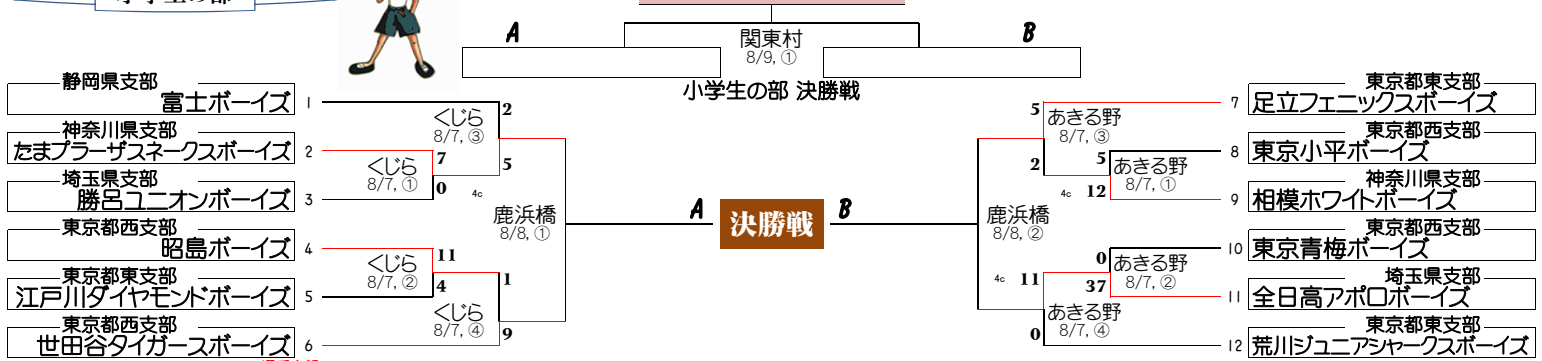 A
B
関東村
8/9, ①
小学生の部 決勝戦
静岡県支部
富士ボーイズ 1
神奈川県支部
たまプラーザスネークスボーイズ 2
埼玉県支部
勝呂ユニオンボーイズ 3
東京都西支部
昭島ボーイズ 4
東京都東支部
江戸川ダイヤモンドボーイズ 5
東京都西支部
世田谷タイガースボーイズ 6
くじら
8/7, ③
2
5
くじら
8/7, ①
7
0
4c
くじら
8/7, ②
11
4
くじら
8/7, ④
1
9
鹿浜橋
8/8, ①
A 決勝戦 B
鹿浜橋
8/8, ②
5
2
あきる野
8/7, ③
5
4c 12
あきる野
8/7, ①
0
37
あきる野
8/7, ②
4c 11
0
あきる野
8/7, ④
東京都東支部
7 足立フェニックスボーイズ
東京都西支部
8 東京小平ボーイズ
神奈川県支部
9 相模ホワイトボーイズ
東京都西支部
10 東京青梅ボーイズ
埼玉県支部
11 全日高アポロボーイズ
東京都東支部
12 荒川ジュニアシャークスボーイズ